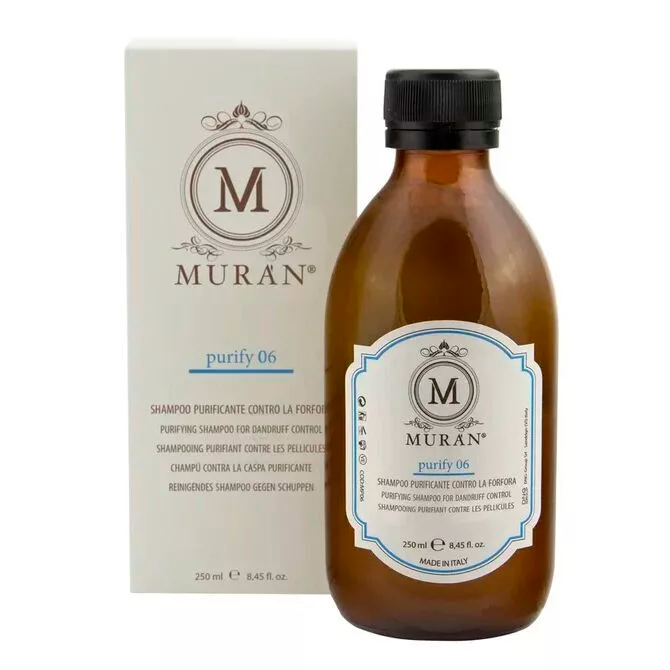 M
MURÁN®
purify 06
SHAMPOO PURIFICANTE CONTRO LA FORFORA
PURIFYING SHAMPOO FOR DANDRUFF CONTROL
SHAMPOOING PURIFIANT CONTRE LES PELLICULES
CHAMPÚ CONTRA LA CASPA PURIFICANTE
REINIGENDES SHAMPOO GEGEN SCHUPPEN
250 ml ℮ 8,45 fl. oz.
M
MURÁN®
purify 06
SHAMPOO PURIFICANTE CONTRO LA FORFORA
PURIFYING SHAMPOO FOR DANDRUFF CONTROL
SHAMPOOING PURIFIANT CONTRE LES PELLICULES
250 ml ℮ 8,45 fl. oz.
MADE IN ITALY
CODMP06